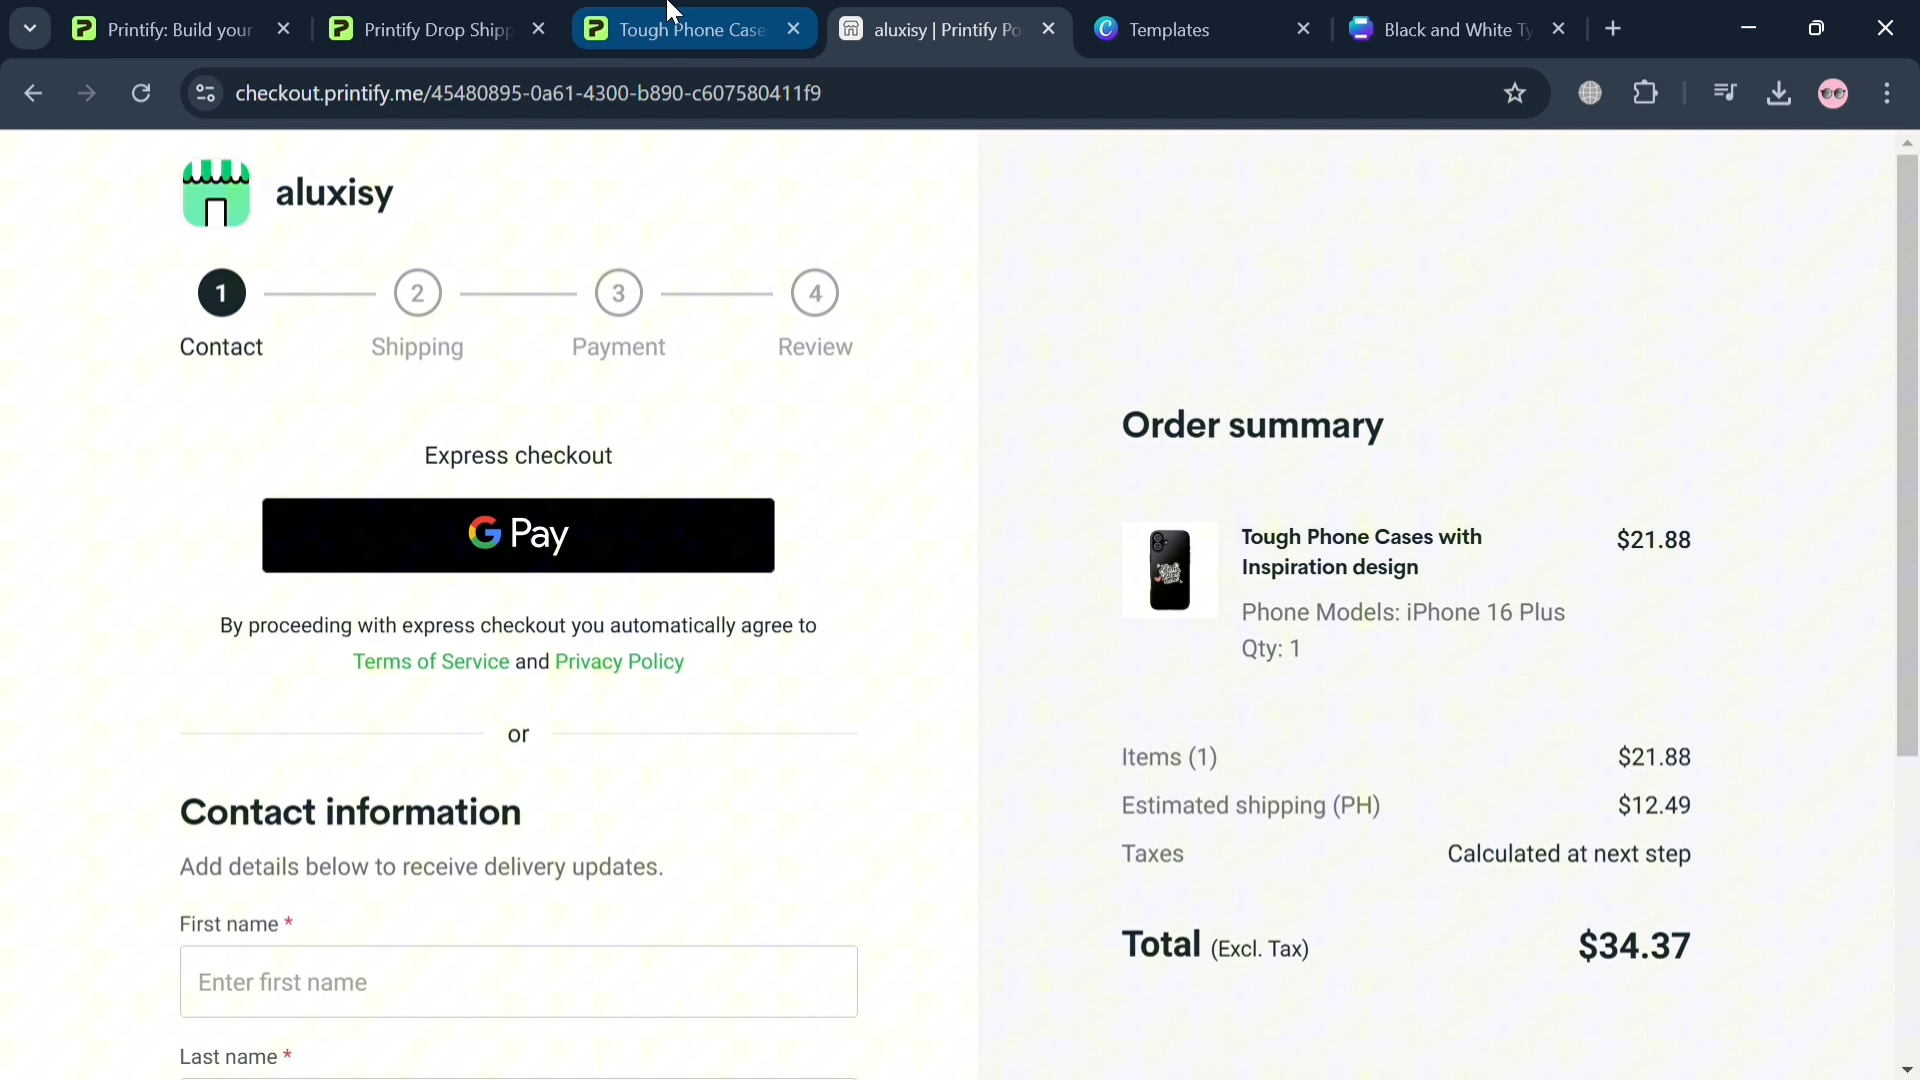 Printify: Build your
Printify Drop Shipp
Tough Phone Case
aluxisy | Printify Po
Templates
Black and White Ty
checkout.printify.me/45480895-0a61-4300-b890-c607580411f9
aluxisy
1
2
3
4
Contact
Shipping
Payment
Review
Express checkout
G Pay
By proceeding with express checkout you automatically agree to
Terms of Service and Privacy Policy
or
Contact information
Add details below to receive delivery updates.
First name *
Enter first name
Last name *
Order summary
Tough Phone Cases with $21.88
Inspiration design
Phone Models: iPhone 16 Plus
Qty: 1
Items (1) $21.88
Estimated shipping (PH) $12.49
Taxes Calculated at next step
Total (Excl. Tax) $34.37